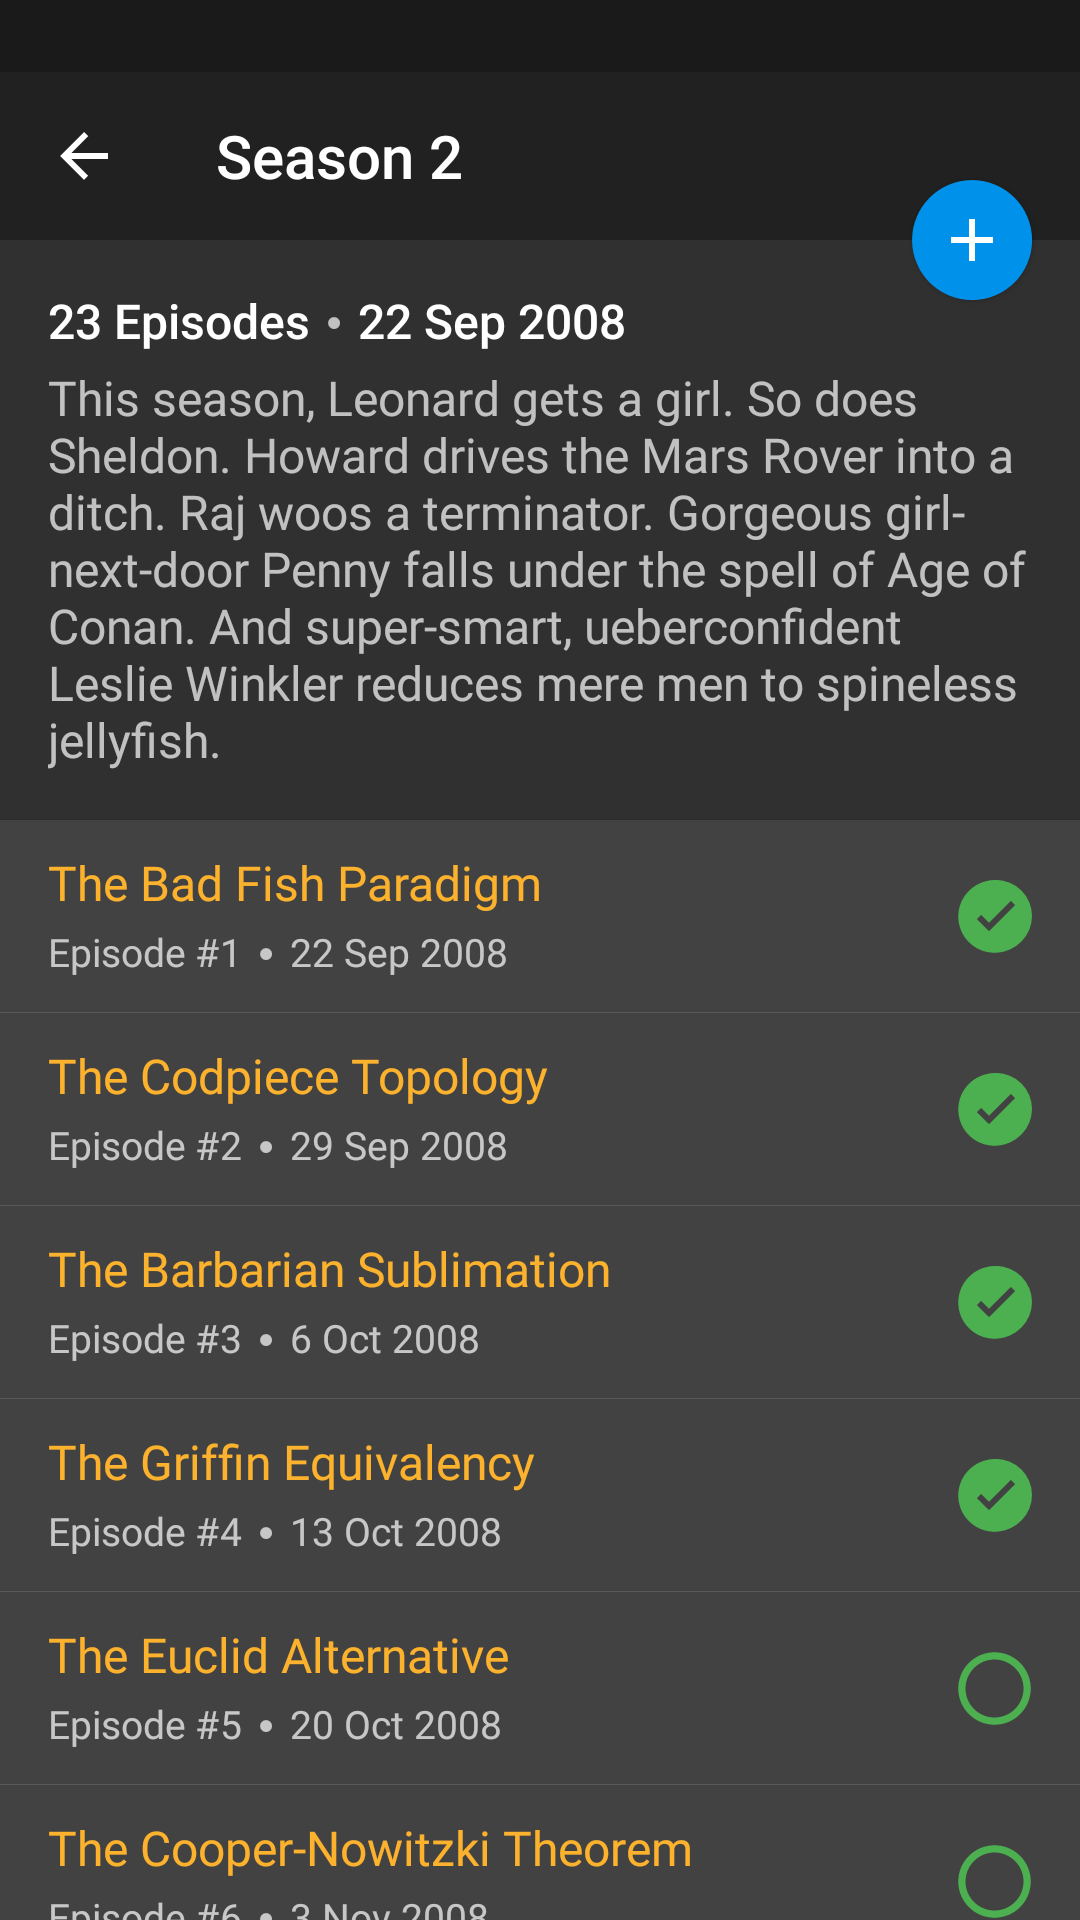 Season 2
23 Episodes • 22 Sep 2008
This season, Leonard gets a girl. So does
Sheldon. Howard drives the Mars Rover into a
ditch. Raj woos a terminator. Gorgeous girl-
next-door Penny falls under the spell of Age of
Conan. And super-smart, ueberconfident
Leslie Winkler reduces mere men to spineless
jellyfish.
The Bad Fish Paradigm
Episode #1 • 22 Sep 2008
The Codpiece Topology
Episode #2 • 29 Sep 2008
The Barbarian Sublimation
Episode #3 • 6 Oct 2008
The Griffin Equivalency
Episode #4 • 13 Oct 2008
The Euclid Alternative
Episode #5 • 20 Oct 2008
The Cooper-Nowitzki Theorem
Episode #6 • 3 Nov 2008